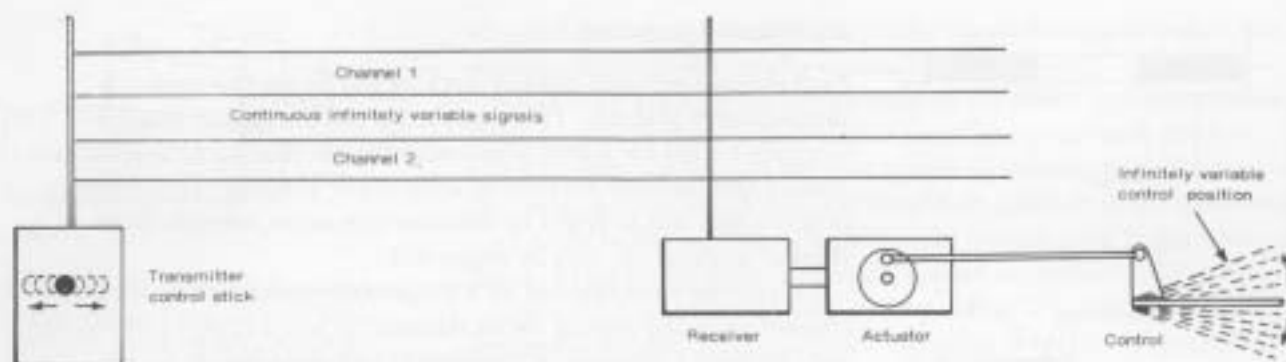 Channel 1
Continuous infinitely variable signals
Channel 2
Infinitely variable
control position
Transmitter
control stick
Receiver
Actuator
Control